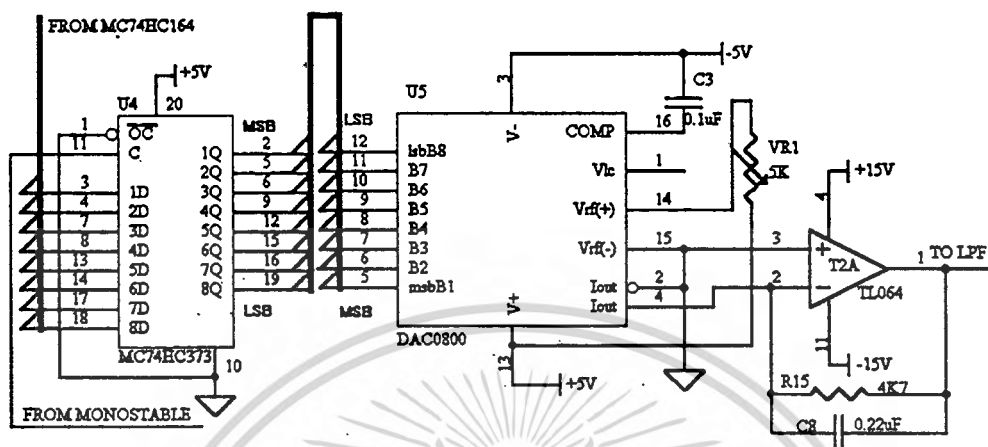 FROM MC74HC164
+5V
U4
20
1
OC
11
C
MSB
1Q
2
2Q
5
3
1D
3Q
6
4
2D
4Q
9
7
3D
5Q
12
8
4D
6Q
15
13
5D
7Q
16
14
6D
8Q
19
17
7D
LSB
18
8D
MC74HC373
10
FROM MONOSTABLE
U5
LSB
12
lsbB8
11
B7
10
B6
9
B5
8
B4
7
B3
6
B2
5
msbB1
MSB
DAC0800
3
V-
-5V
C3
0.1uF
COMP
16
Vlc
1
Vrf(+)
14
Vrf(-)
15
Iout
2
Iout
4
V+
13
+5V
VR1
5K
+15V
4
3
+
T2A
2
-
TL064
1
TO LPF
11
-15V
R15
4K7
C8
0.22uF